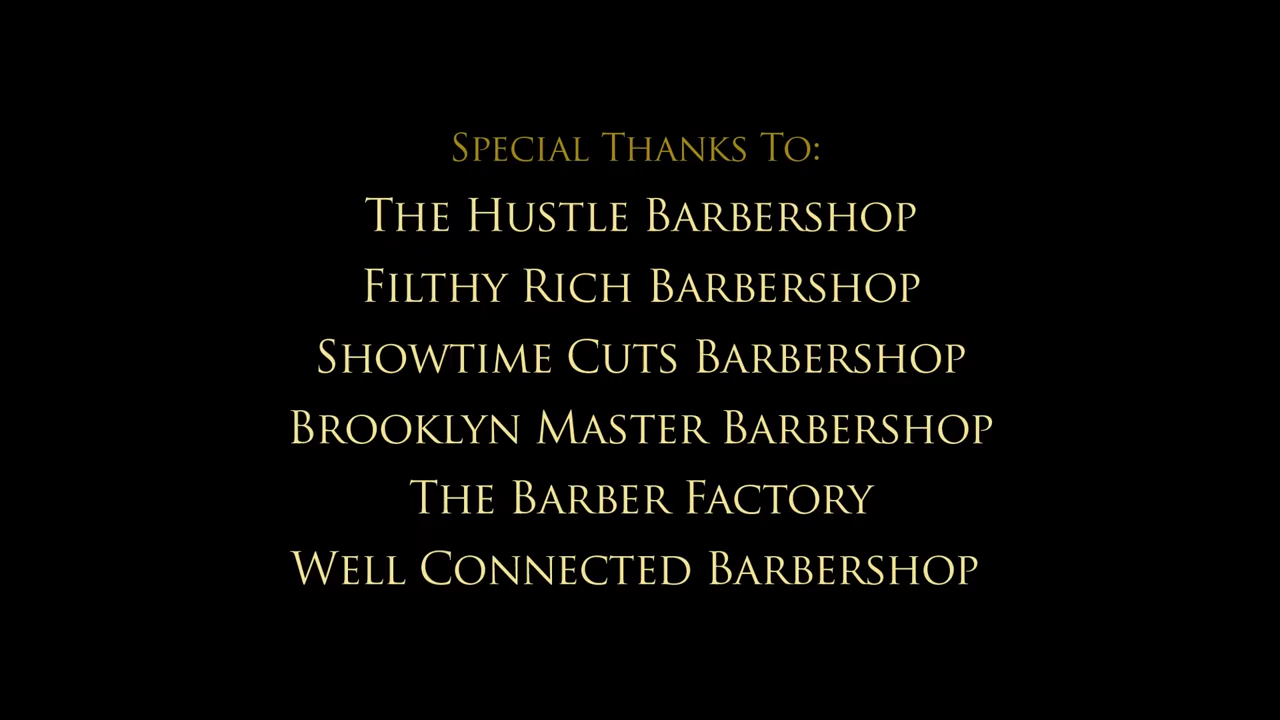 Special Thanks To:
The Hustle Barbershop
Filthy Rich Barbershop
Showtime Cuts Barbershop
Brooklyn Master Barbershop
The Barber Factory
Well Connected Barbershop